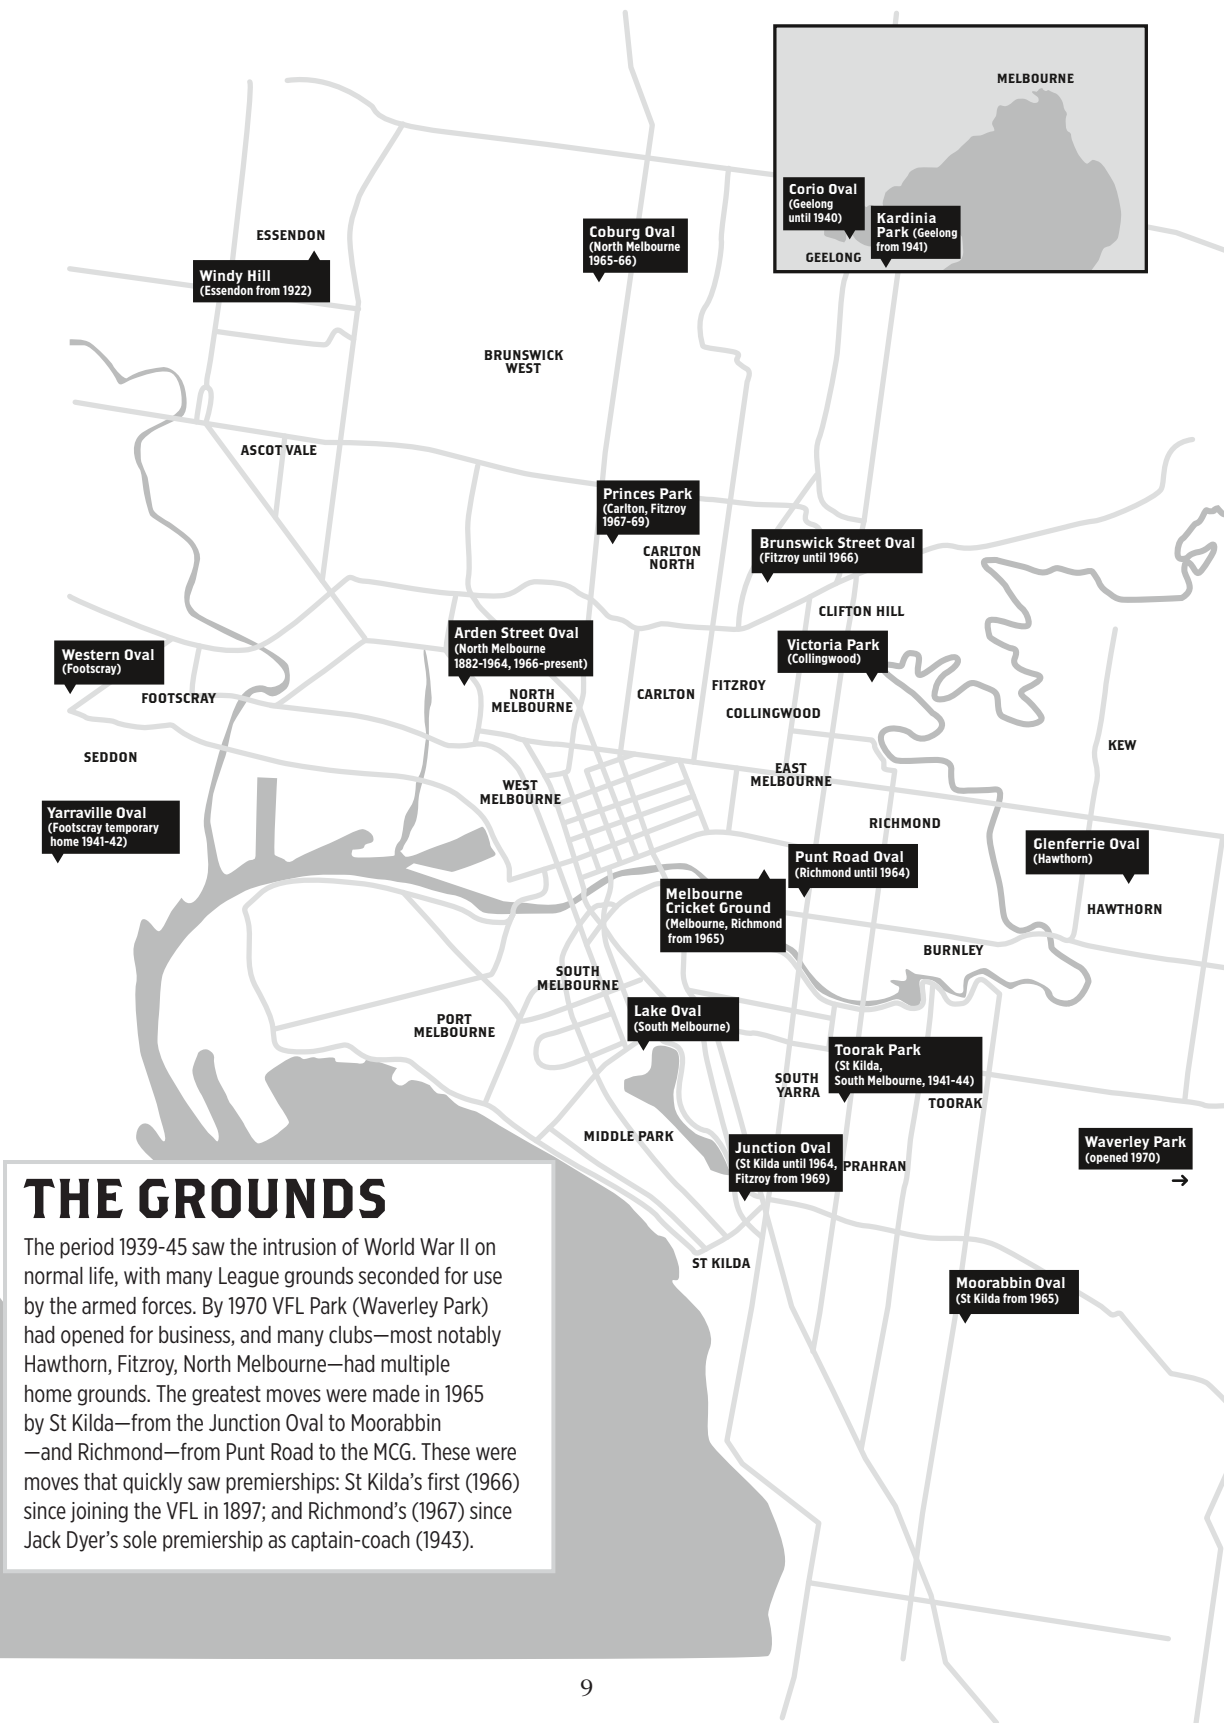 MELBOURNE
Corio Oval
(Geelong
until 1940)
Kardinia
Park (Geelong
from 1941)
GEELONG
ESSENDON
Windy Hill
(Essendon from 1922)
Coburg Oval
(North Melbourne
1965-66)
BRUNSWICK
WEST
ASCOT VALE
Princes Park
(Carlton, Fitzroy
1967-69)
CARLTON
NORTH
Brunswick Street Oval
(Fitzroy until 1966)
CLIFTON HILL
Arden Street Oval
(North Melbourne
1882-1964, 1966-present)
Victoria Park
(Collingwood)
Western Oval
(Footscray)
FOOTSCRAY
NORTH
MELBOURNE
CARLTON
FITZROY
COLLINGWOOD
SEDDON
KEW
WEST
MELBOURNE
EAST
MELBOURNE
Yarraville Oval
(Footscray temporary
home 1941-42)
RICHMOND
Glenferrie Oval
(Hawthorn)
Punt Road Oval
(Richmond until 1964)
Melbourne
Cricket Ground
(Melbourne, Richmond
from 1965)
HAWTHORN
BURNLEY
SOUTH
MELBOURNE
PORT
MELBOURNE
Lake Oval
(South Melbourne)
Toorak Park
(St Kilda,
South Melbourne, 1941-44)
SOUTH
YARRA
TOORAK
MIDDLE PARK
Junction Oval
(St Kilda until 1964,
Fitzroy from 1969)
PRAHRAN
Waverley Park
(opened 1970)
→
ST KILDA
Moorabbin Oval
(St Kilda from 1965)
THE GROUNDS
The period 1939-45 saw the intrusion of World War II on
normal life, with many League grounds seconded for use
by the armed forces. By 1970 VFL Park (Waverley Park)
had opened for business, and many clubs—most notably
Hawthorn, Fitzroy, North Melbourne—had multiple
home grounds. The greatest moves were made in 1965
by St Kilda—from the Junction Oval to Moorabbin
—and Richmond—from Punt Road to the MCG. These were
moves that quickly saw premierships: St Kilda's first (1966)
since joining the VFL in 1897; and Richmond's (1967) since
Jack Dyer's sole premiership as captain-coach (1943).
9